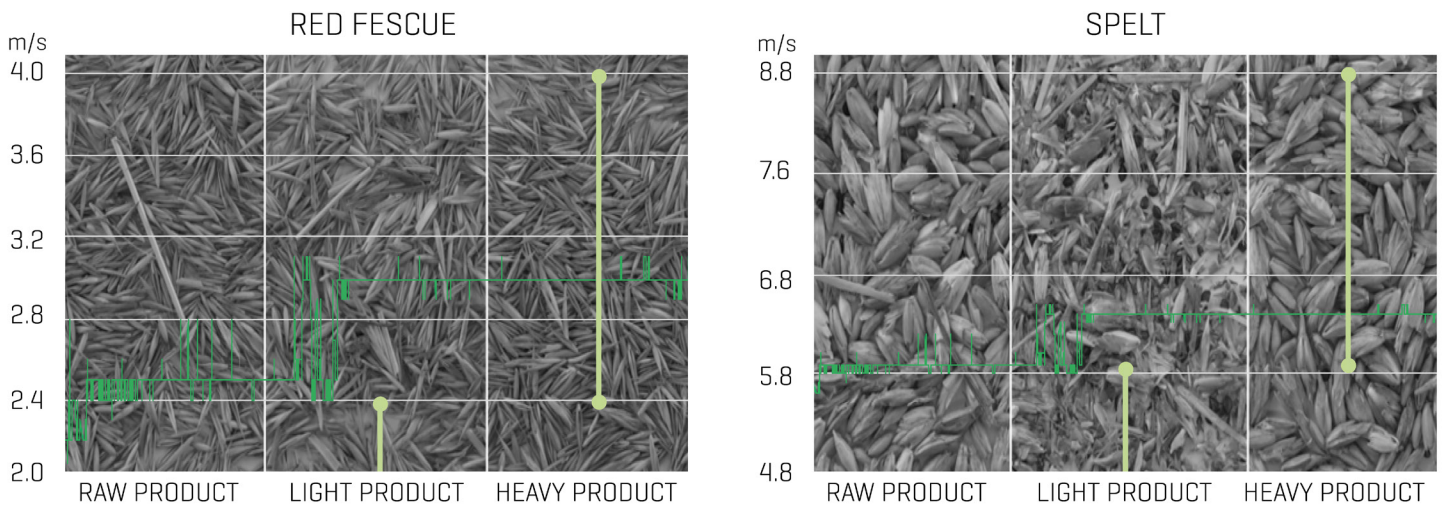 RED FESCUE
m/s
4.0
3.6
3.2
2.8
2.4
2.0
RAW PRODUCT
LIGHT PRODUCT
HEAVY PRODUCT
SPELT
m/s
8.8
7.6
6.8
5.8
4.8
RAW PRODUCT
LIGHT PRODUCT
HEAVY PRODUCT